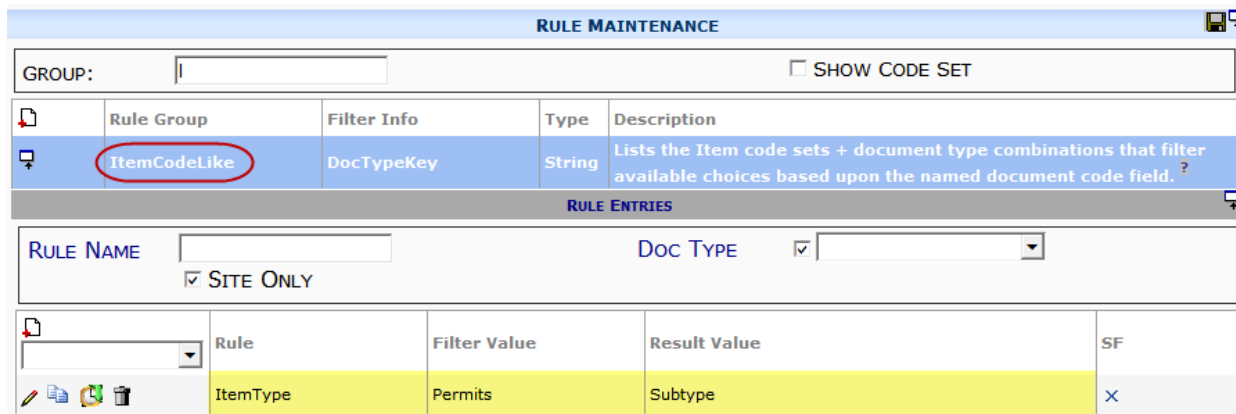 RULE MAINTENANCE
GROUP: SHOW CODE SET
Rule Group Filter Info Type Description
ItemCodeLike DocTypeKey String Lists the Item code sets + document type combinations that filter
available choices based upon the named document code field. ?
RULE ENTRIES
RULE NAME DOC TYPE
SITE ONLY
Rule Filter Value Result Value SF
ItemType Permits Subtype